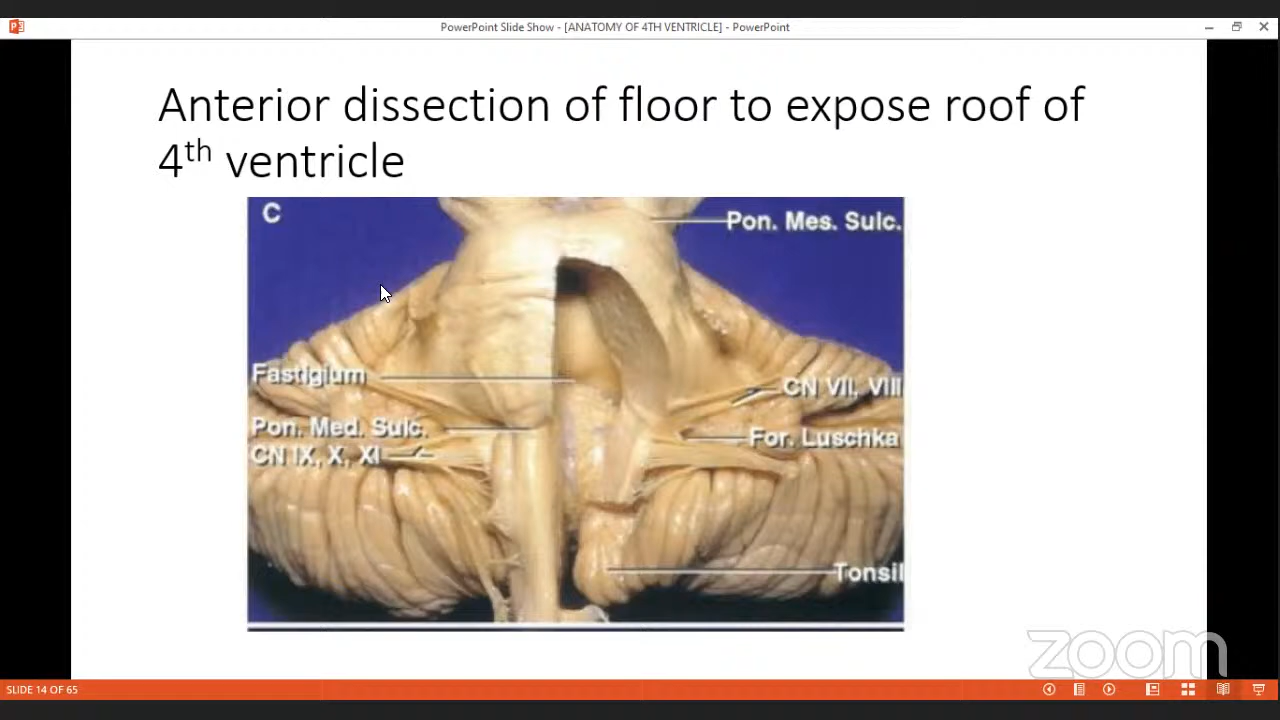 PowerPoint Slide Show - [ANATOMY OF 4TH VENTRICLE] - PowerPoint
Anterior dissection of floor to expose roof of
4th ventricle
C
Pon. Mes. Sulc.
Fastigium
CN VII, VIII
Pon. Med. Sulc.
For. Luschka
CN IX, X, XI
Tonsil
zoom
SLIDE 14 OF 65